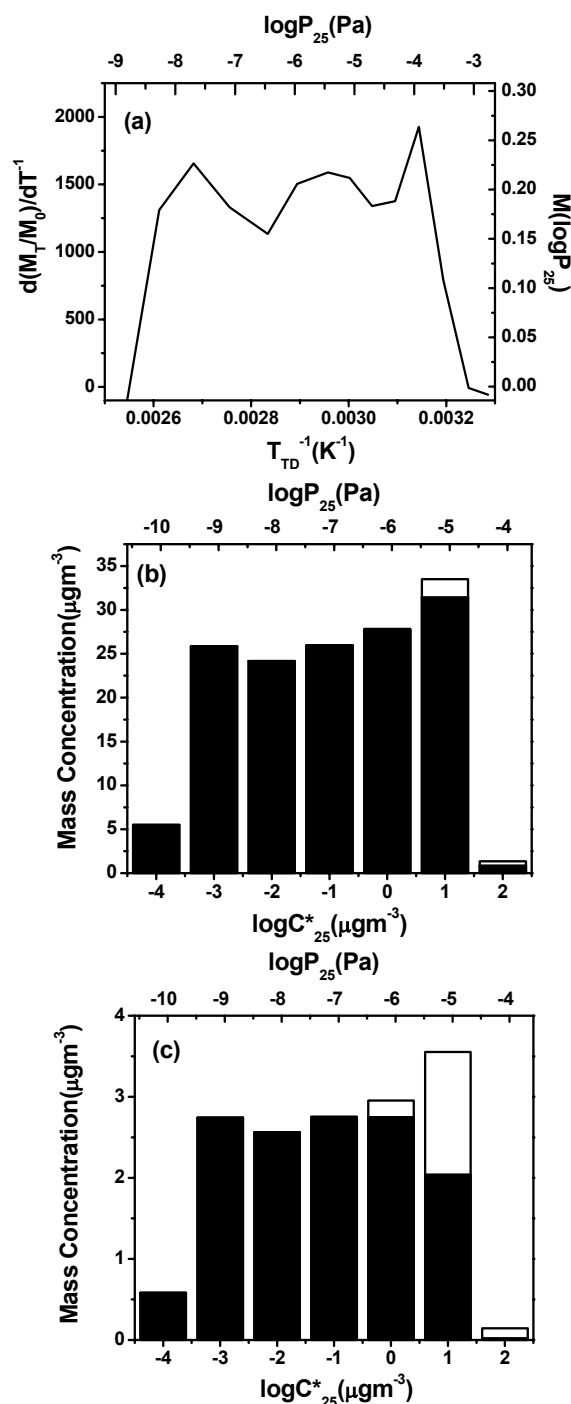 logP25(Pa)
-9 -8 -7 -6 -5 -4 -3
(a)
d(MT/M0)/dT-1
2000
1500
1000
500
0
M(logP25)
0.30
0.25
0.20
0.15
0.10
0.05
0.00
0.0026 0.0028 0.0030 0.0032
TTD-1(K-1)
logP25(Pa)
-10 -9 -8 -7 -6 -5 -4
(b)
Mass Concentration(μgm-3)
35
30
25
20
15
10
5
0
-4 -3 -2 -1 0 1 2
logC*25(μgm-3)
logP25(Pa)
-10 -9 -8 -7 -6 -5 -4
(c)
Mass Concentration(μgm-3)
4
3
2
1
0
-4 -3 -2 -1 0 1 2
logC*25(μgm-3)